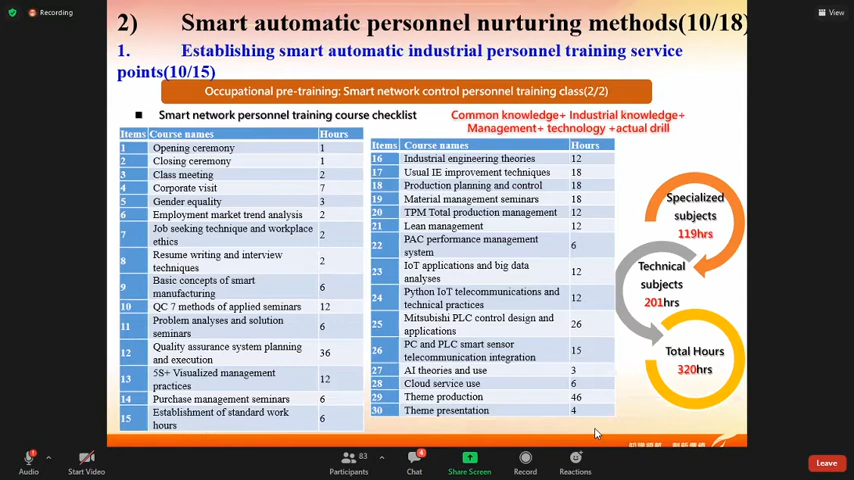 Recording
View
2) Smart automatic personnel nurturing methods(10/18)
1. Establishing smart automatic industrial personnel training service
points(10/15)
Occupational pre-training: Smart network control personnel training class(2/2)
■ Smart network personnel training course checklist
Common knowledge+ Industrial knowledge+
Management+ technology +actual drill
Items Course names Hours
1 Opening ceremony 1
2 Closing ceremony 1
3 Class meeting 2
4 Corporate visit 7
5 Gender equality 3
6 Employment market trend analysis 2
7 Job seeking technique and workplace
ethics 2
8 Resume writing and interview
techniques 2
9 Basic concepts of smart
manufacturing 6
10 QC 7 methods of applied seminars 12
11 Problem analyses and solution
seminars 6
12 Quality assurance system planning
and execution 36
13 5S+ Visualized management
practices 12
14 Purchase management seminars 6
15 Establishment of standard work
hours 6
Items Course names Hours
16 Industrial engineering theories 12
17 Usual IE improvement techniques 18
18 Production planning and control 18
19 Material management seminars 18
20 TPM Total production management 12
21 Lean management 12
22 PAC performance management
system 6
23 IoT applications and big data
analyses 12
24 Python IoT telecommunications and
technical practices 12
25 Mitsubishi PLC control design and
applications 26
26 PC and PLC smart sensor
telecommunication integration 15
27 AI theories and use 3
28 Cloud service use 6
29 Theme production 46
30 Theme presentation 4
Specialized
subjects
119hrs
Technical
subjects
201hrs
Total Hours
320hrs
Audio
Start Video
83
Participants
4
Chat
Share Screen
Record
Reactions
Leave